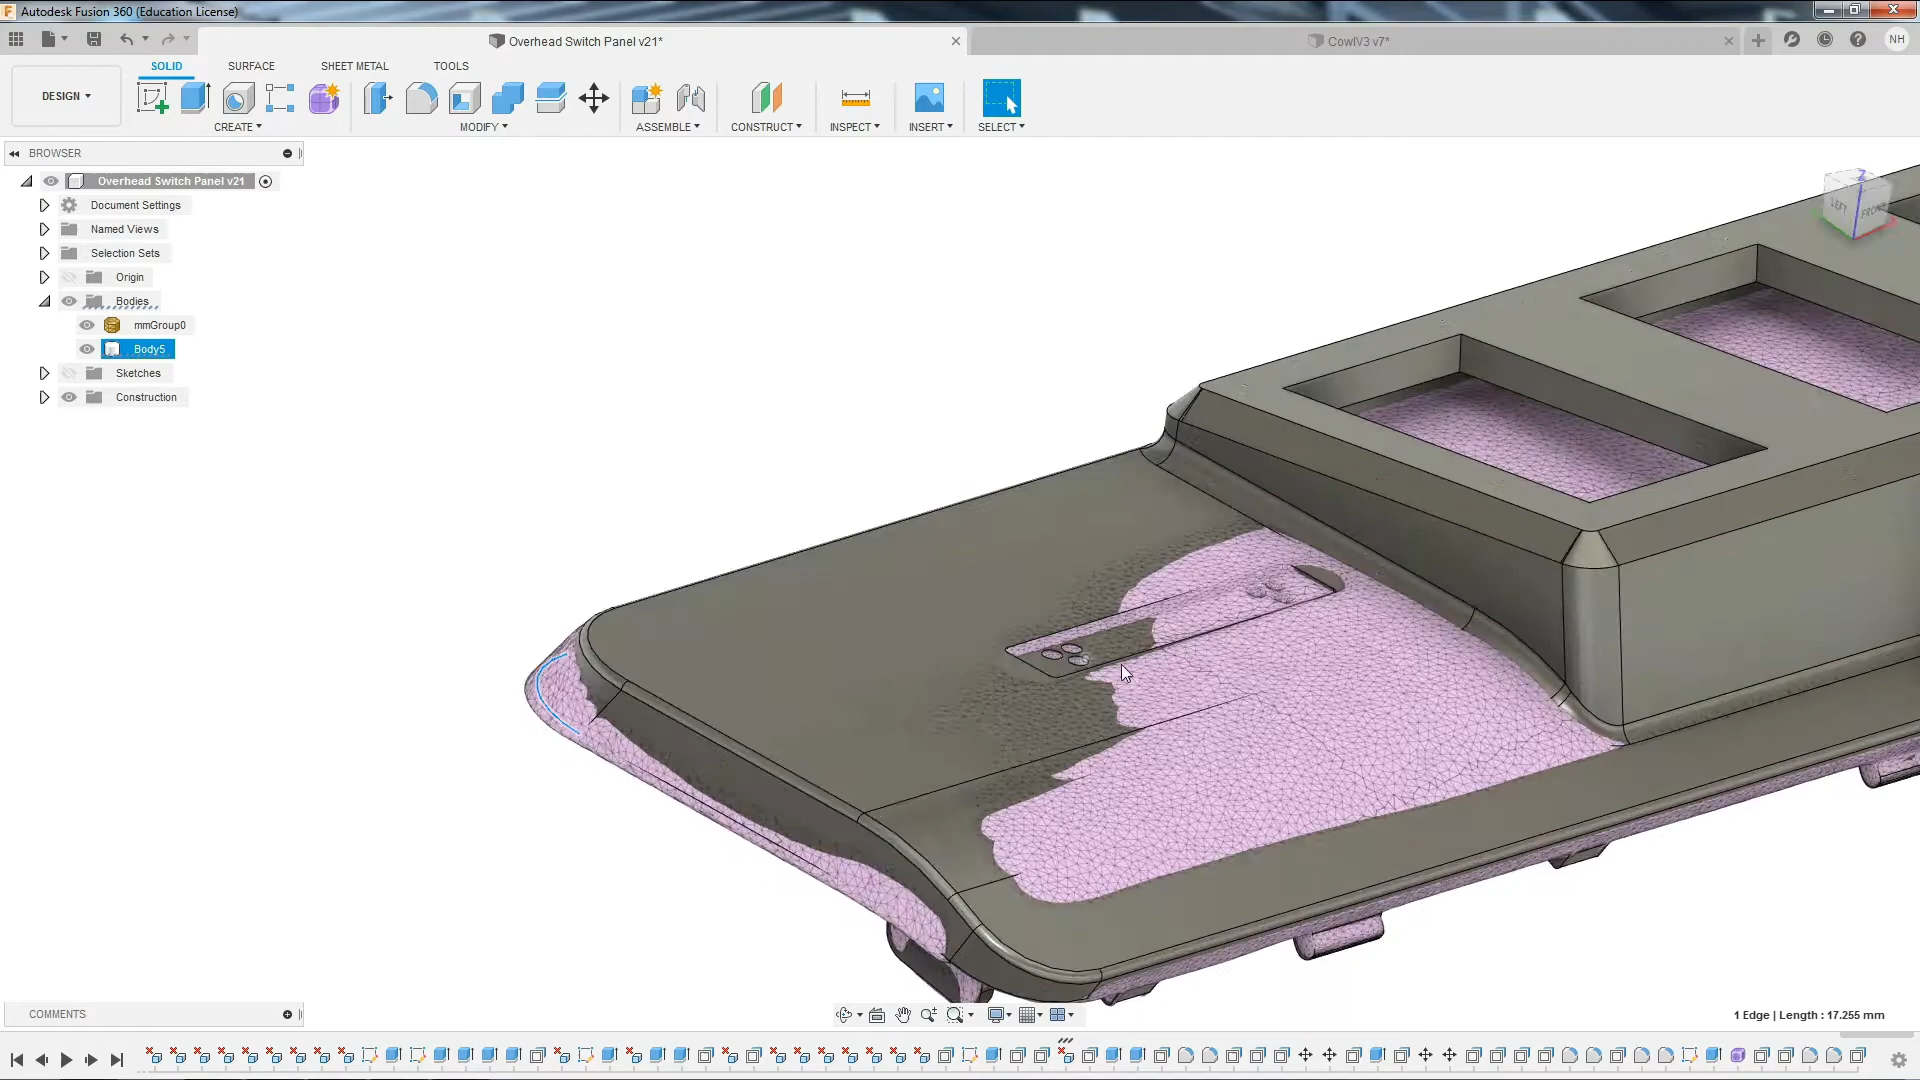 Autodesk Fusion 360 (Education License)
Overhead Switch Panel v21*
CowlV3 v7*
NH
DESIGN
SOLID
SURFACE
SHEET METAL
TOOLS
CREATE
MODIFY
ASSEMBLE
CONSTRUCT
INSPECT
INSERT
SELECT
BROWSER
Overhead Switch Panel v21
Document Settings
Named Views
Selection Sets
Origin
Bodies
mmGroup0
Body5
Sketches
Construction
Z
LEFT
FRONT
COMMENTS
1 Edge | Length : 17.255 mm